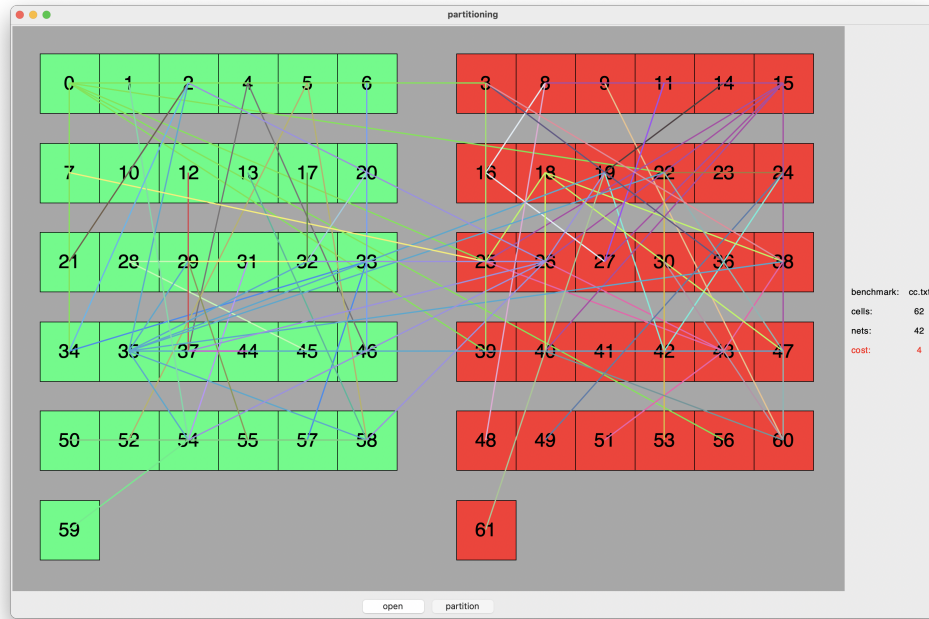 partitioning
0 1 2 4 5 6 3 8 9 11 14 15
7 10 12 13 17 20 16 18 19 22 23 24
21 28 29 31 32 33 25 26 27 30 36 38
34 35 37 44 45 46 39 40 41 42 43 47
50 52 54 55 57 58 48 49 51 53 56 60
59 61
benchmark: cc.txt
cells: 62
nets: 42
cost: 4
open partition